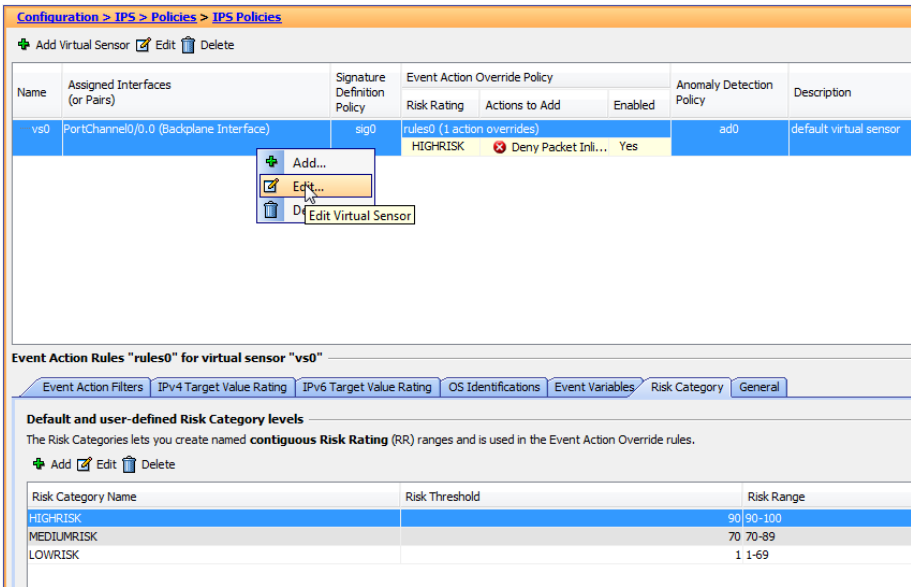 Configuration > IPS > Policies > IPS Policies
Add Virtual Sensor Edit Delete
Name Assigned Interfaces (or Pairs) Signature Definition Policy Event Action Override Policy Anomaly Detection Policy Description
Risk Rating Actions to Add Enabled
vs0 PortChannel0/0.0 (Backplane Interface) sig0 rules0 (1 action overrides) ad0 default virtual sensor
HIGHRISK Deny Packet Inli... Yes
Add...
Edit...
De
Edit Virtual Sensor
Event Action Rules "rules0" for virtual sensor "vs0"
Event Action Filters IPv4 Target Value Rating IPv6 Target Value Rating OS Identifications Event Variables Risk Category General
Default and user-defined Risk Category levels
The Risk Categories lets you create named contiguous Risk Rating (RR) ranges and is used in the Event Action Override rules.
Add Edit Delete
Risk Category Name Risk Threshold Risk Range
HIGHRISK 90 90-100
MEDIUMRISK 70 70-89
LOWRISK 1 1-69